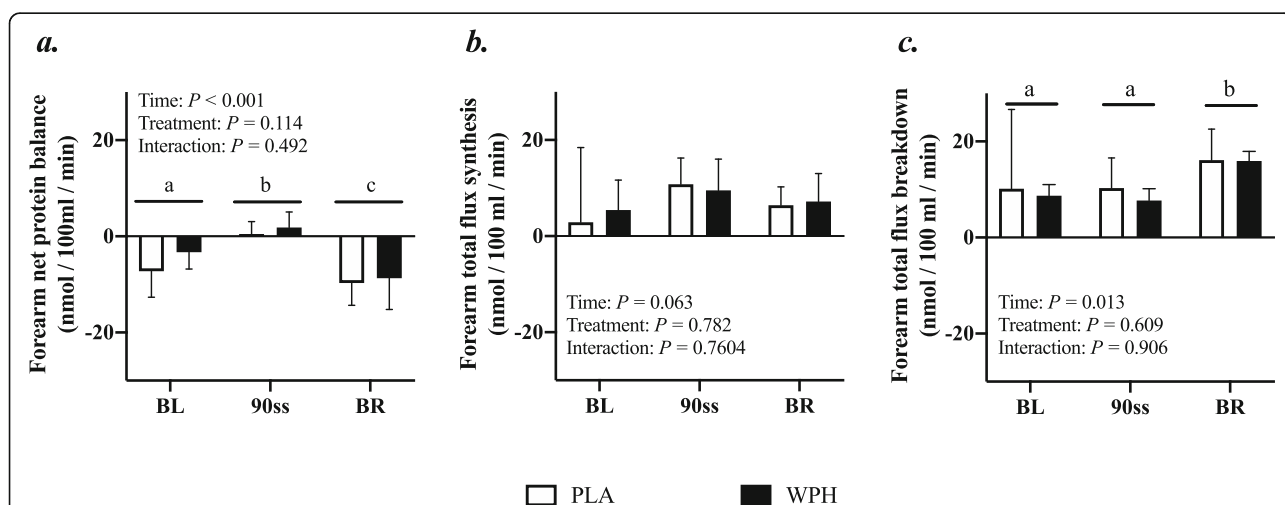 a.
Forearm net protein balance
(nmol / 100ml / min)
Time: P < 0.001
Treatment: P = 0.114
Interaction: P = 0.492
20
0
-20
a
b
c
BL
90ss
BR
b.
Forearm total flux synthesis
(nmol / 100 ml / min)
20
0
-20
Time: P = 0.063
Treatment: P = 0.782
Interaction: P = 0.7604
BL
90ss
BR
c.
Forearm total flux breakdown
(nmol / 100 ml / min)
a
a
b
20
0
-20
Time: P = 0.013
Treatment: P = 0.609
Interaction: P = 0.906
BL
90ss
BR
PLA
WPH